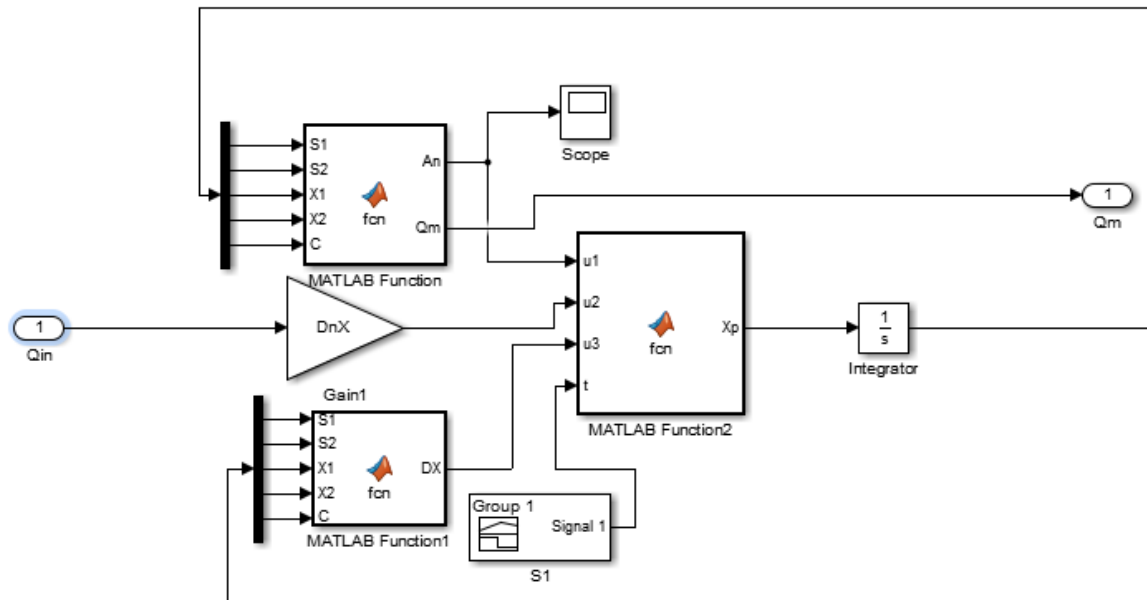 S1
S2
X1
X2
C
An
Qm
fcn
MATLAB Function
Scope
1
Qm
1
Qin
DnX
Gain1
u1
u2
u3
t
Xp
fcn
MATLAB Function2
1
s
Integrator
S1
S2
X1
X2
C
DX
fcn
MATLAB Function1
Group 1
Signal 1
S1